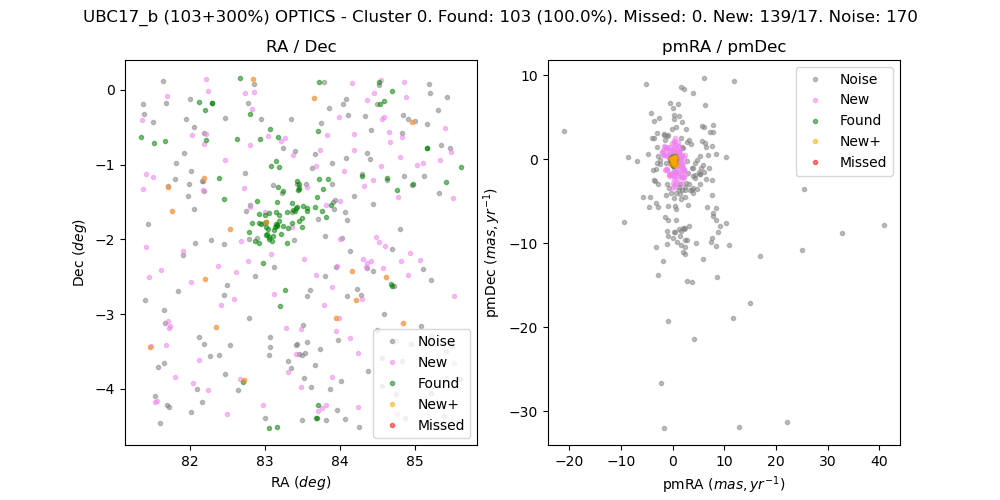 UBC17_b (103+300%) OPTICS - Cluster 0. Found: 103 (100.0%). Missed: 0. New: 139/17. Noise: 170
RA / Dec
0
−1
−2
−3
−4
Dec (deg)
82
83
84
85
RA (deg)
Noise
New
Found
New+
Missed
pmRA / pmDec
10
0
−10
−20
−30
pmDec (mas, yr⁻¹)
−20
−10
0
10
20
30
40
pmRA (mas, yr⁻¹)
Noise
New
Found
New+
Missed